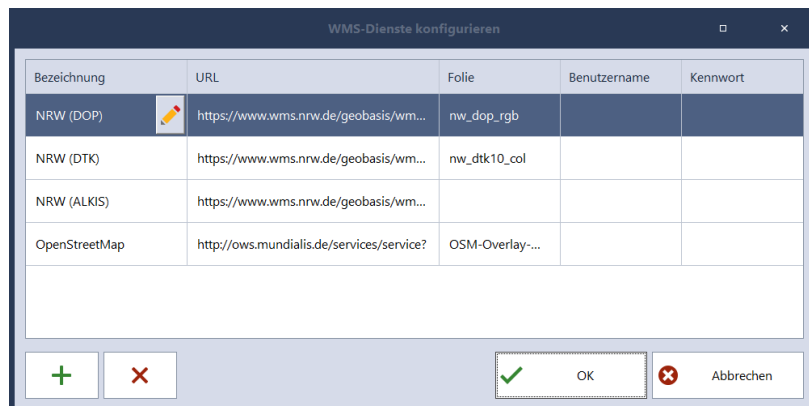 WMS-Dienste konfigurieren
Bezeichnung URL Folie Benutzername Kennwort
NRW (DOP) https://www.wms.nrw.de/geobasis/wm... nw_dop_rgb
NRW (DTK) https://www.wms.nrw.de/geobasis/wm... nw_dtk10_col
NRW (ALKIS) https://www.wms.nrw.de/geobasis/wm...
OpenStreetMap http://ows.mundialis.de/services/service? OSM-Overlay-...
OK Abbrechen